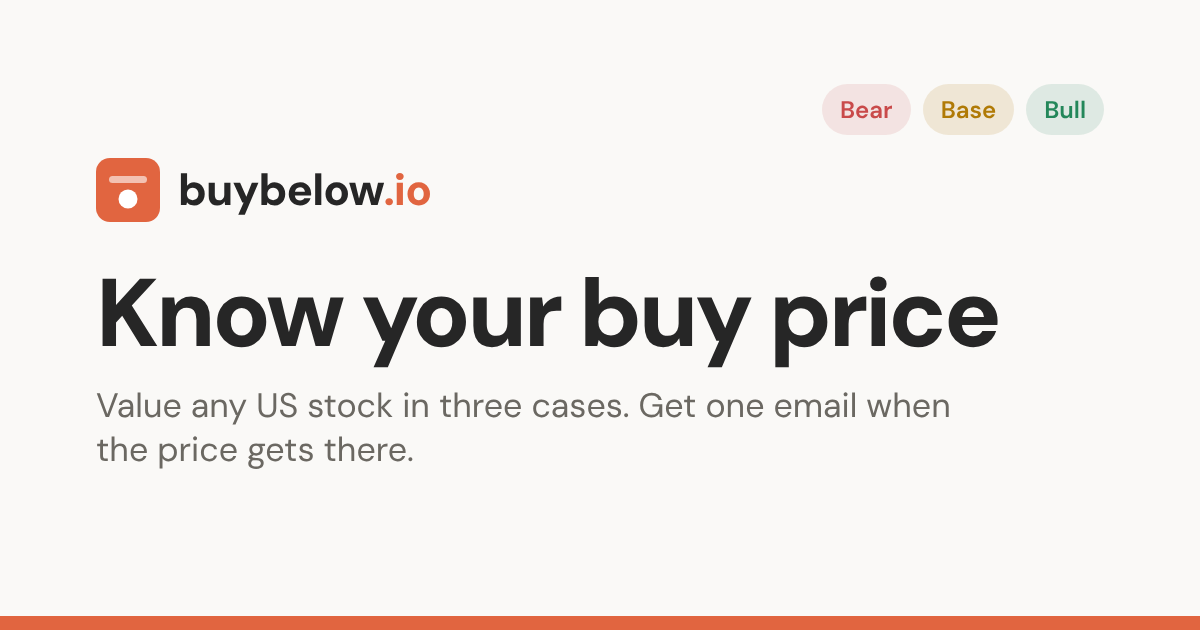 Bear Base Bull
buybelow.io
Know your buy price
Value any US stock in three cases. Get one email when
the price gets there.